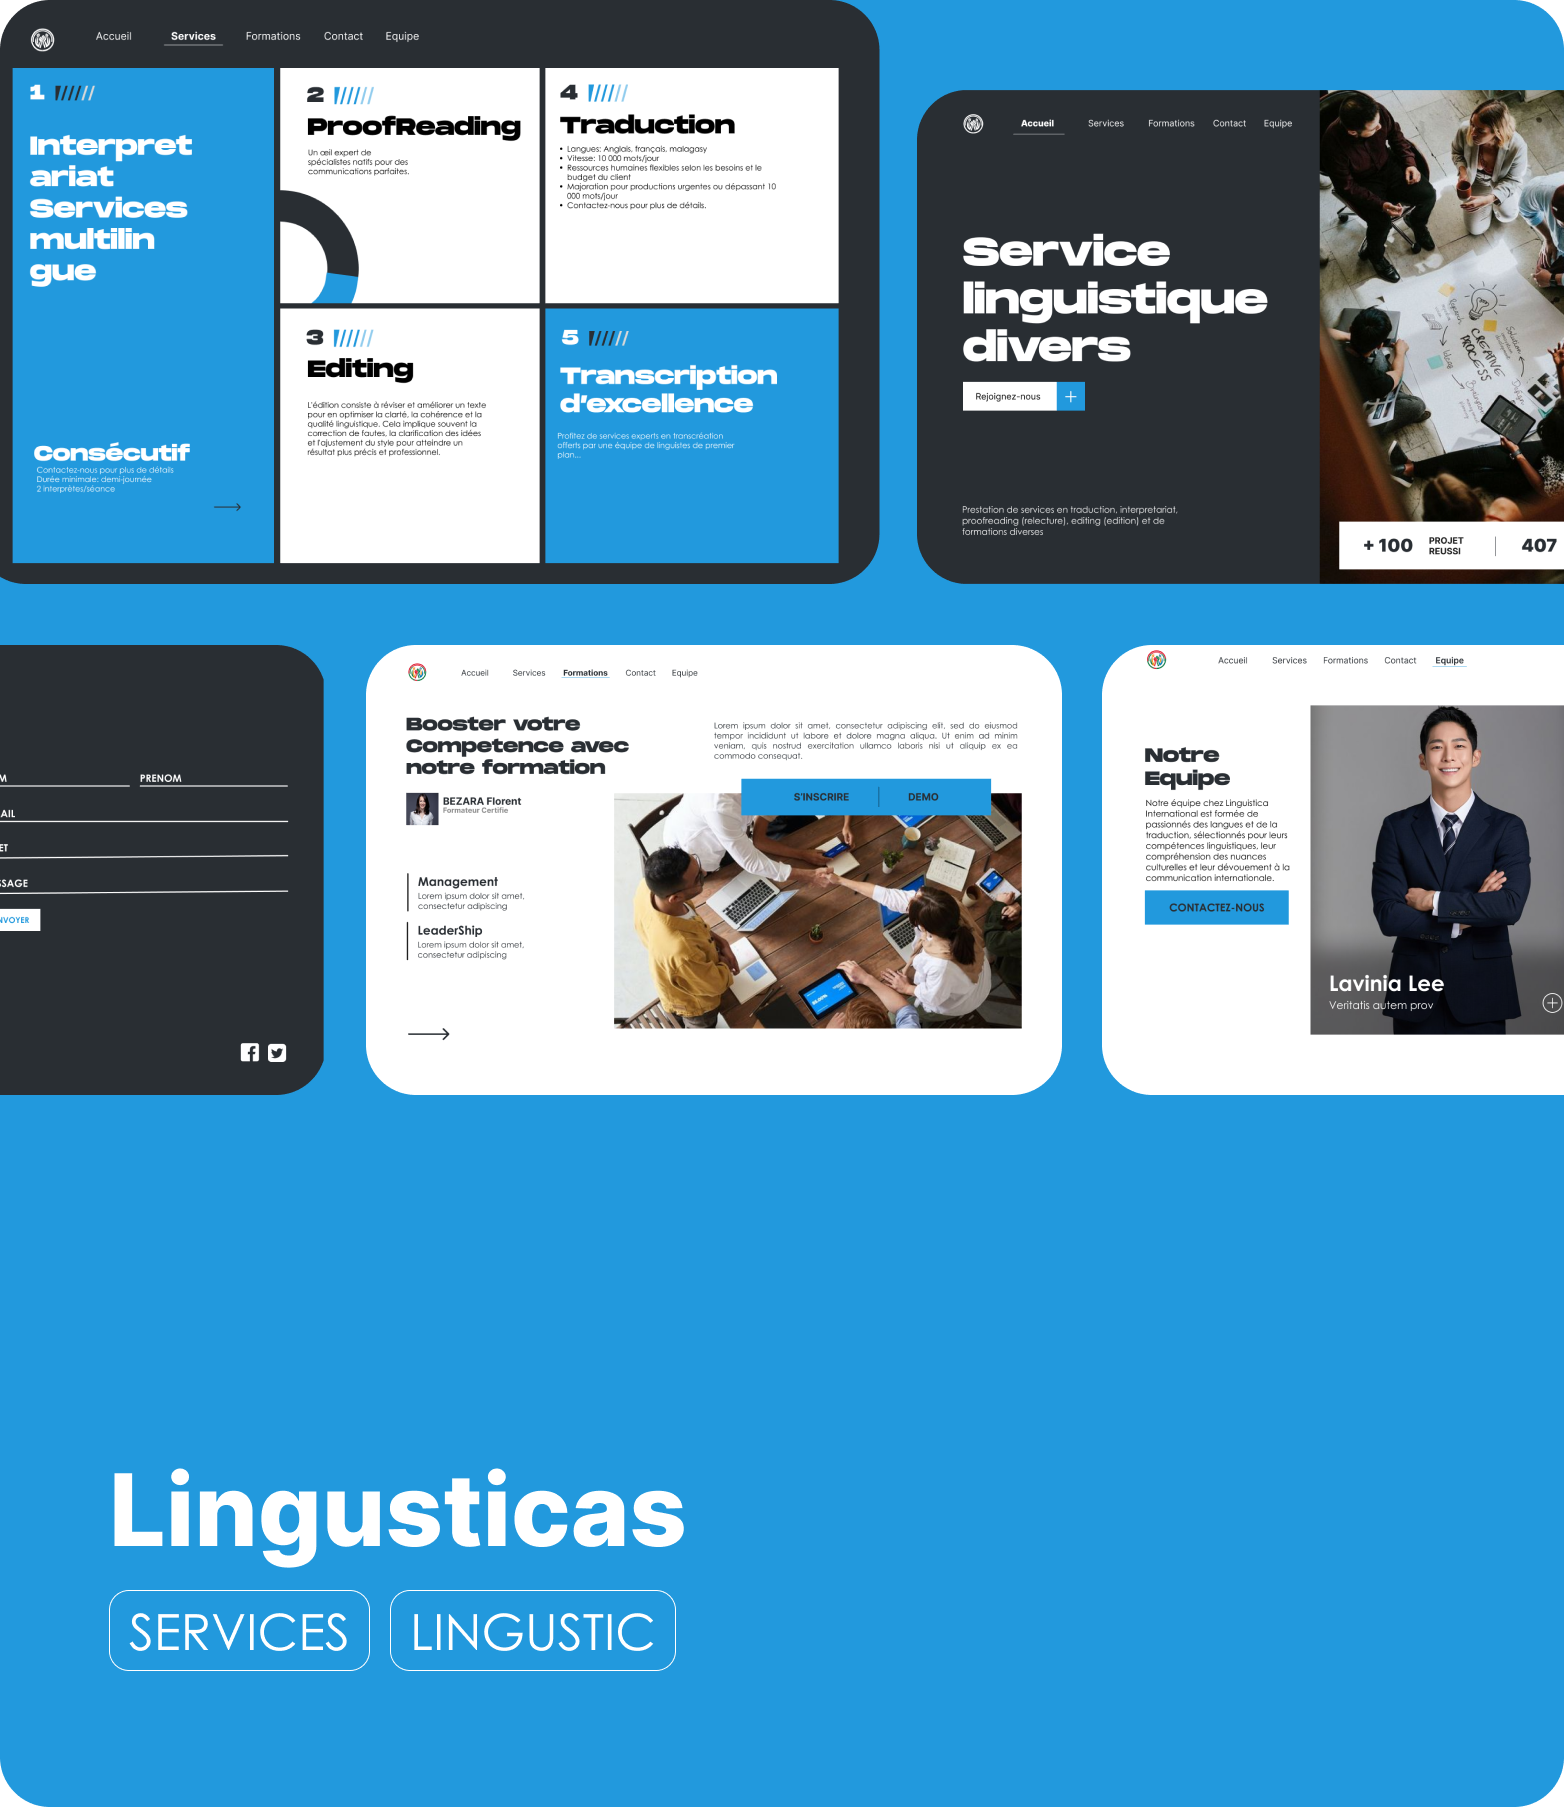 Accueil Services Formations Contact Equipe
1
Interpret
ariat
Services
multilin
gue
Consécutif
Contactez-nous pour plus de détails
Durée minimale: demi-journée
2 interprètes/séance
2
ProofReading
Un œil expert de
spécialistes natifs pour des
communications parfaites.
4
Traduction
• Langues: Anglais, français, malagasy
• Vitesse: 10 000 mots/jour
• Ressources humaines flexibles selon les besoins et le
budget du client
• Majoration pour productions urgentes ou dépassant 10
000 mots/jour
• Contactez-nous pour plus de détails.
3
Editing
L'édition consiste à réviser et améliorer un texte
pour en optimiser la clarté, la cohérence et la
qualité linguistique. Cela implique souvent la
correction de fautes, la clarification des idées
et l'ajustement du style pour atteindre un
résultat plus précis et professionnel.
5
Transcription
d'excellence
Profitez de services experts en transcréation
offerts par une équipe de linguistes de premier
plan...
Accueil Services Formations Contact Equipe
Service
linguistique
divers
Rejoignez-nous
Prestation de services en traduction, interpretariat,
proofreading (relecture), editing (edition) et de
formations diverses
CREATIVE
PROCESS
+ 100 PROJET
REUSSI
407
M PRENOM
AIL
ET
SSAGE
NVOYER
Accueil Services Formations Contact Equipe
Booster votre
Competence avec
notre formation
BEZARA Florent
Formateur Certifie
Lorem ipsum dolor sit amet, consectetur adipiscing elit, sed do eiusmod
tempor incididunt ut labore et dolore magna aliqua. Ut enim ad minim
veniam, quis nostrud exercitation ullamco laboris nisi ut aliquip ex ea
commodo consequat.
S'INSCRIRE DEMO
Management
Lorem ipsum dolor sit amet,
consectetur adipiscing
LeaderShip
Lorem ipsum dolor sit amet,
consectetur adipiscing
Accueil Services Formations Contact Equipe
Notre
Equipe
Notre équipe chez Linguistica
International est formée de
passionnés des langues et de la
traduction, sélectionnés pour leurs
compétences linguistiques, leur
compréhension des nuances
culturelles et leur dévouement à la
communication internationale.
CONTACTEZ-NOUS
Lavinia Lee
Veritatis autem prov
Lingusticas
SERVICES LINGUSTIC